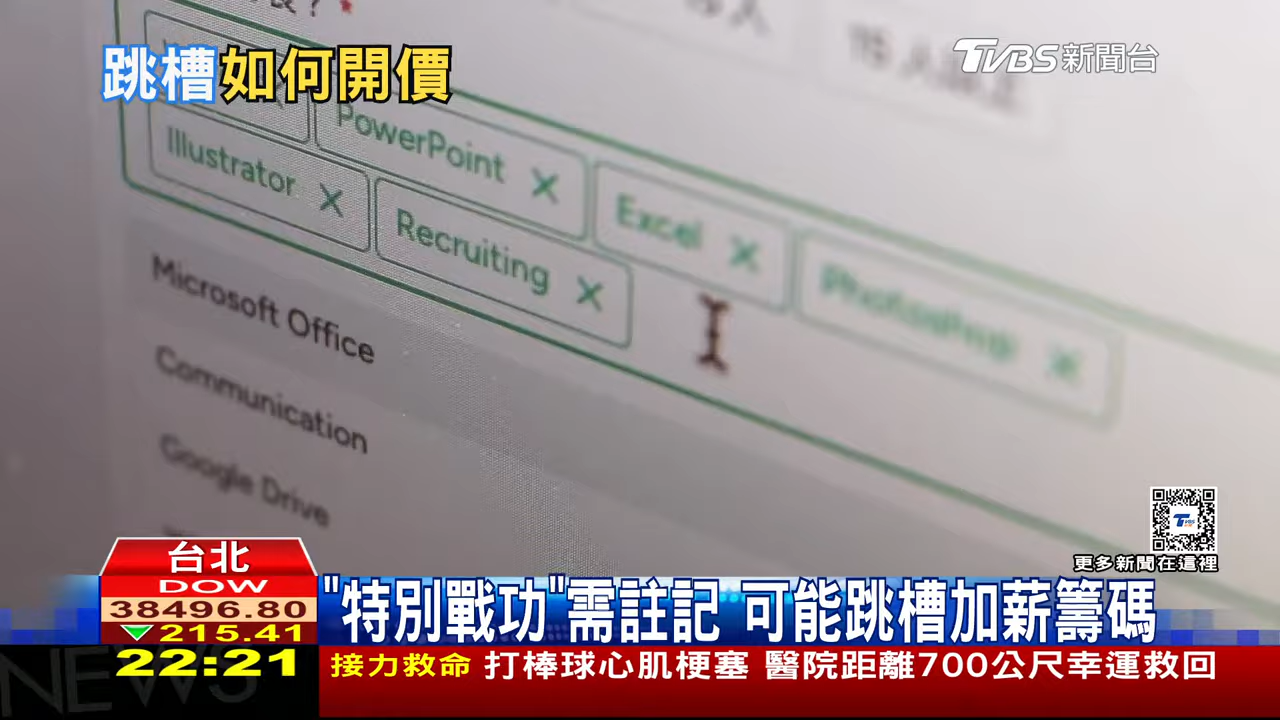 跳槽如何開價
TVBS新聞台
PowerPoint ×
Excel ×
Illustrator ×
Recruiting ×
Microsoft Office
Communication
Google Drive
更多新聞在這裡
台北
DOW
38496.80
▼215.41
22:21
"特別戰功"需註記 可能跳槽加薪籌碼
接力救命 打棒球心肌梗塞 醫院距離700公尺幸運救回
NEWS